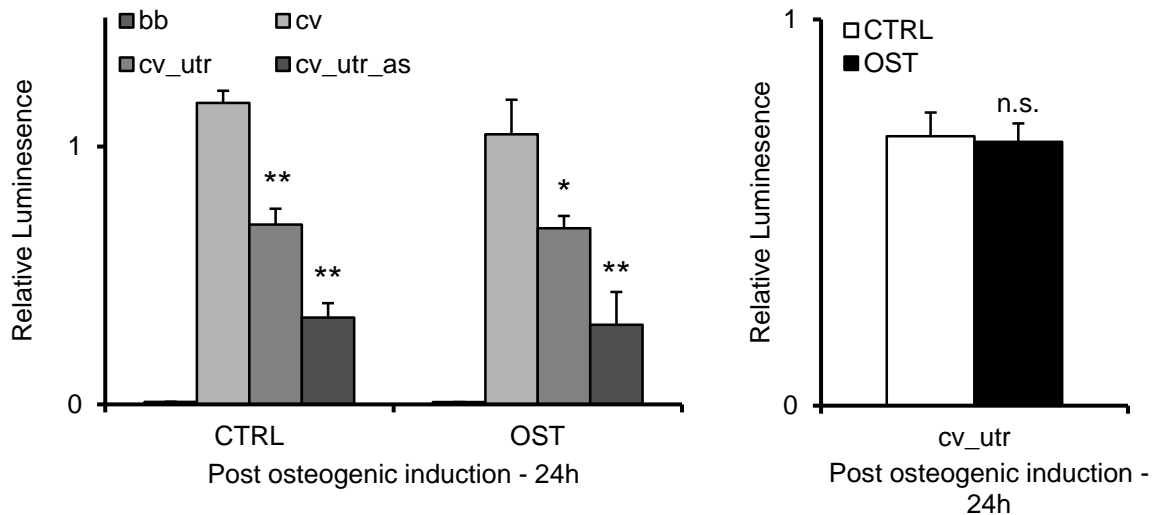 bb cv
cv_utr cv_utr_as
Relative Luminesence
1
0
**
**
*
**
CTRL OST
Post osteogenic induction - 24h
1
CTRL
OST
Relative Luminesence
n.s.
0
cv_utr
Post osteogenic induction -
24h